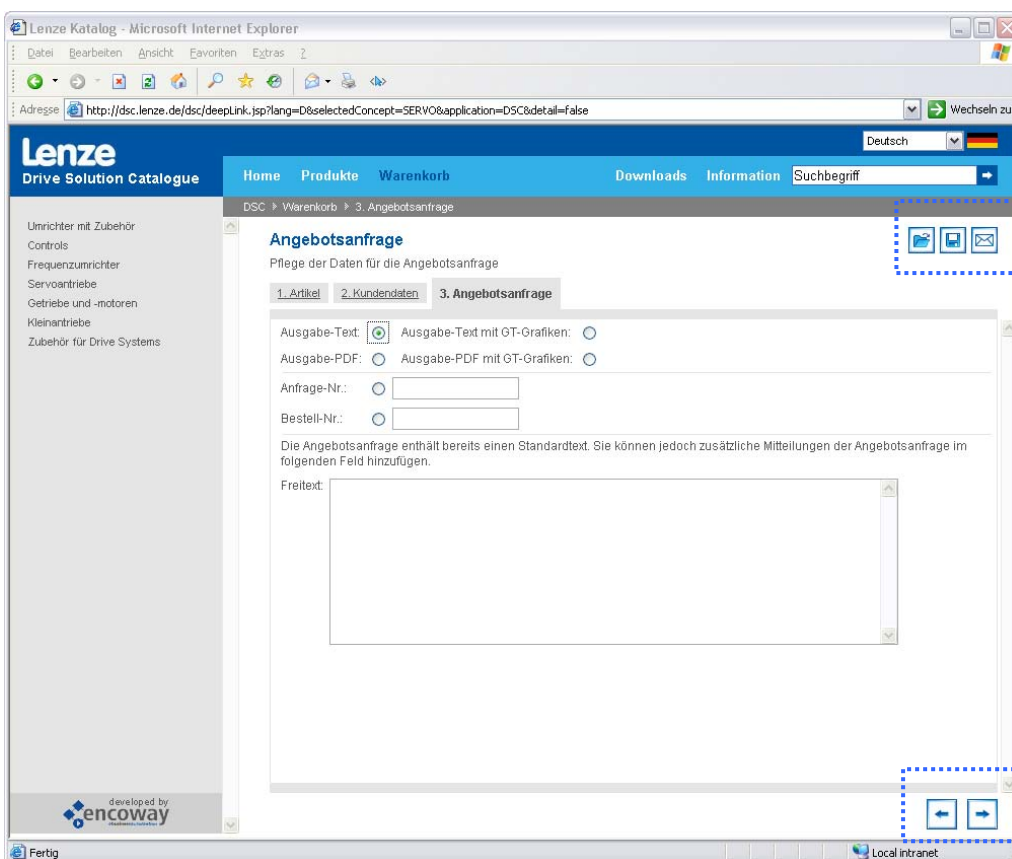 Lenze Katalog - Microsoft Internet Explorer
Datei Bearbeiten Ansicht Favoriten Extras ?
Adresse http://dsc.lenze.de/dsc/deepLink.jsp?lang=D&selectedConcept=SERVO&application=DSC&detail=false Wechseln zu
Deutsch
Lenze
Drive Solution Catalogue
Home Produkte Warenkorb Downloads Information Suchbegriff
DSC Warenkorb 3. Angebotsanfrage
Umrichter mit Zubehör
Controls
Frequenzumrichter
Servoantriebe
Getriebe und -motoren
Kleinantriebe
Zubehör für Drive Systems
Angebotsanfrage
Pflege der Daten für die Angebotsanfrage
1. Artikel 2. Kundendaten 3. Angebotsanfrage
Ausgabe-Text: Ausgabe-Text mit GT-Grafiken:
Ausgabe-PDF: Ausgabe-PDF mit GT-Grafiken:
Anfrage-Nr.:
Bestell-Nr.:
Die Angebotsanfrage enthält bereits einen Standardtext. Sie können jedoch zusätzliche Mitteilungen der Angebotsanfrage im
folgenden Feld hinzufügen.
Freitext:
developed by
encoway
Fertig Local intranet